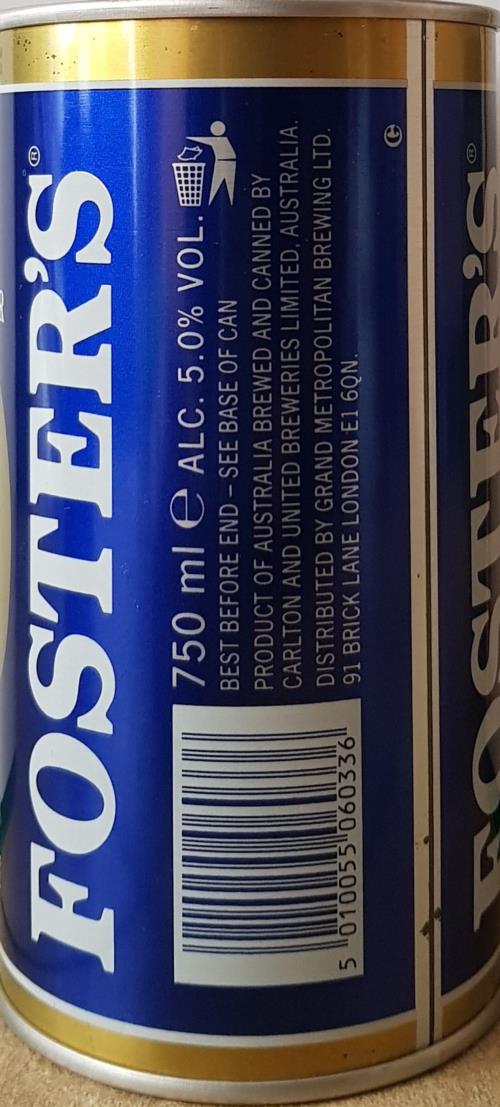 FOSTER'S®
750 ml ℮ ALC. 5.0% VOL.
BEST BEFORE END – SEE BASE OF CAN
PRODUCT OF AUSTRALIA BREWED AND CANNED BY
CARLTON AND UNITED BREWERIES LIMITED, AUSTRALIA.
DISTRIBUTED BY GRAND METROPOLITAN BREWING LTD.
91 BRICK LANE LONDON E1 6QN.
5 010055 060336
FOSTER'S®